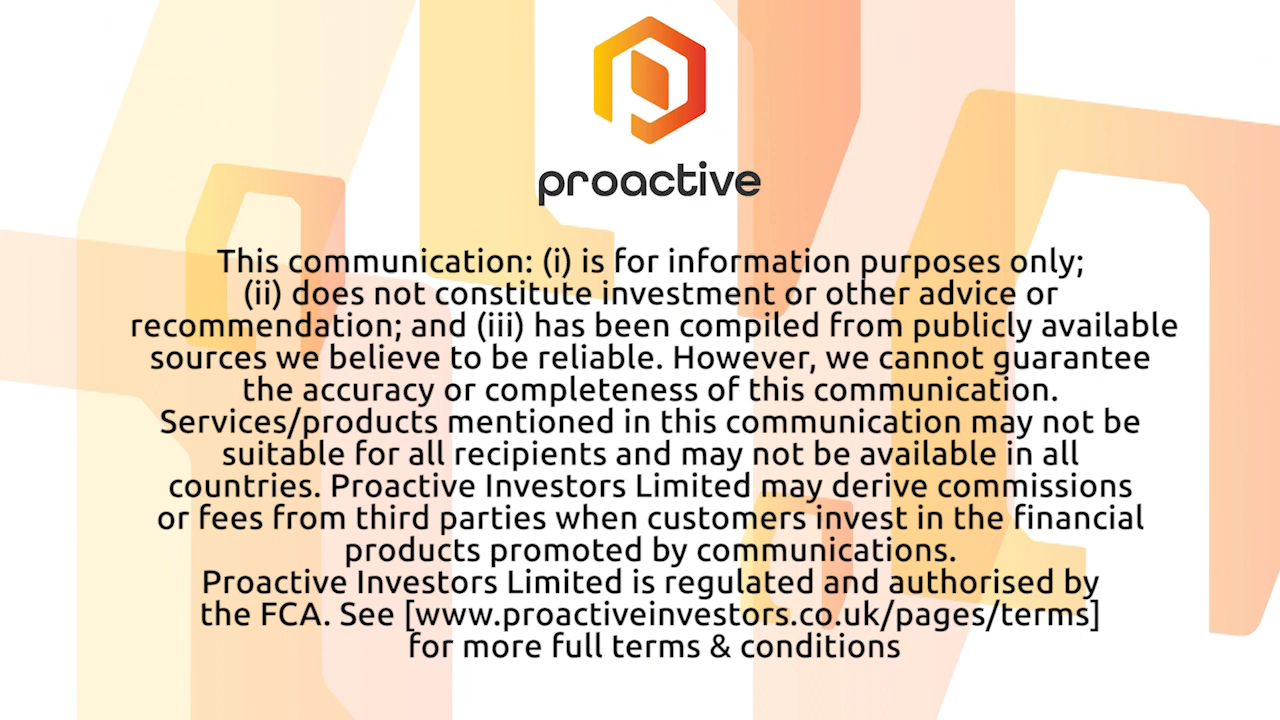 proactive
This communication: (i) is for information purposes only;
(ii) does not constitute investment or other advice or
recommendation; and (iii) has been compiled from publicly available
sources we believe to be reliable. However, we cannot guarantee
the accuracy or completeness of this communication.
Services/products mentioned in this communication may not be
suitable for all recipients and may not be available in all
countries. Proactive Investors Limited may derive commissions
or fees from third parties when customers invest in the financial
products promoted by communications.
Proactive Investors Limited is regulated and authorised by
the FCA. See [www.proactiveinvestors.co.uk/pages/terms]
for more full terms & conditions